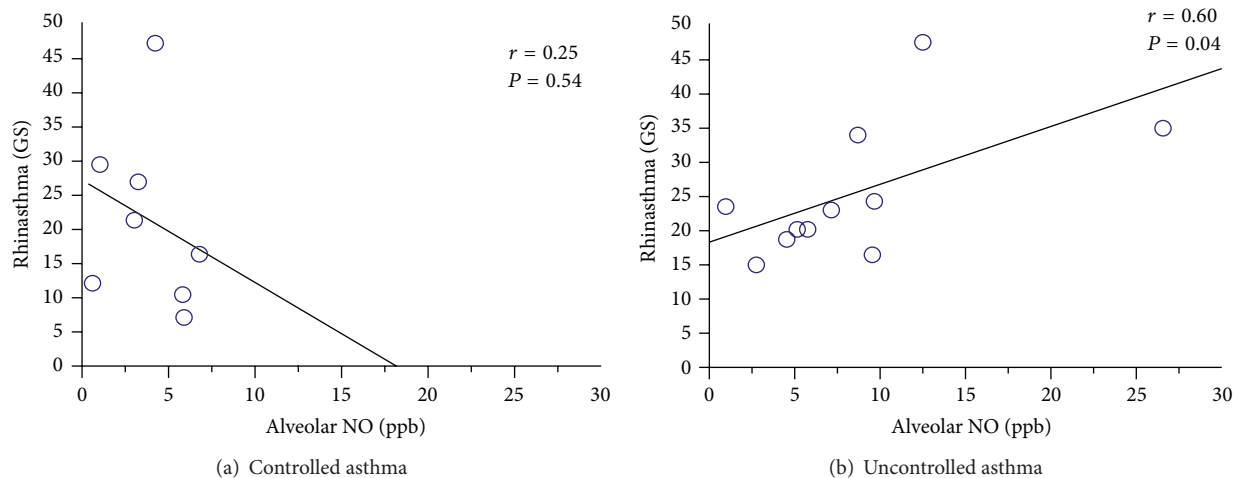 50
45
40
35
30
25
20
15
10
5
0
Rhinasthma (GS)
r = 0.25
P = 0.54
0 5 10 15 20 25 30
Alveolar NO (ppb)
(a) Controlled asthma
50
45
40
35
30
25
20
15
10
5
0
Rhinasthma (GS)
r = 0.60
P = 0.04
0 5 10 15 20 25 30
Alveolar NO (ppb)
(b) Uncontrolled asthma